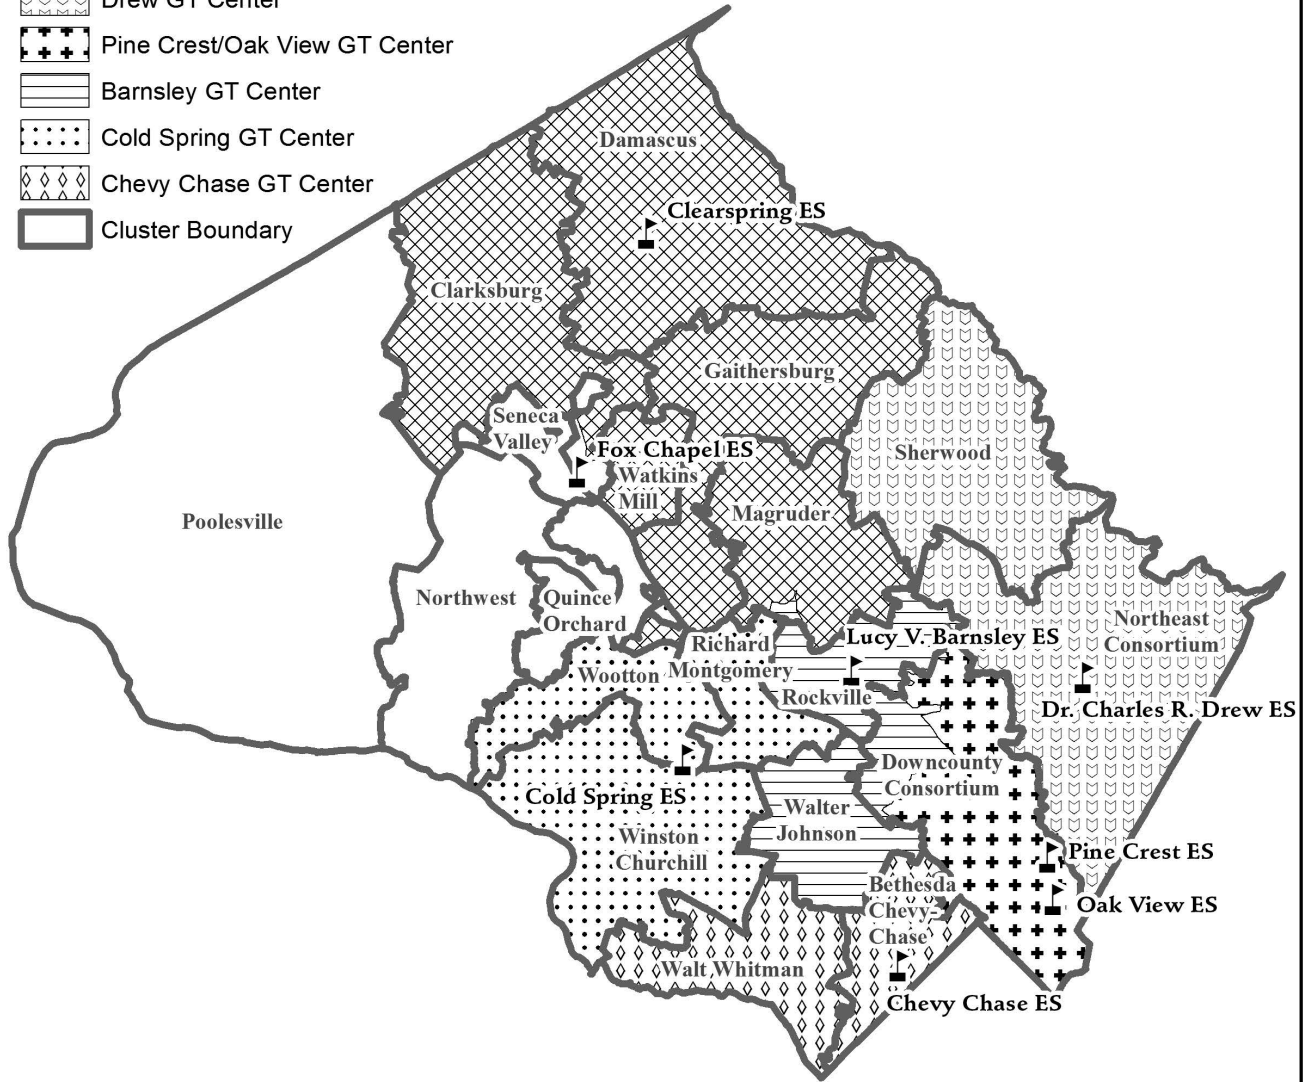 Drew GT Center
Pine Crest/Oak View GT Center
Barnsley GT Center
Cold Spring GT Center
Chevy Chase GT Center
Cluster Boundary
Damascus
Clearspring ES
Clarksburg
Gaithersburg
Seneca
Valley
Fox Chapel ES
Watkins
Mill
Sherwood
Magruder
Poolesville
Northwest
Quince
Orchard
Northeast
Consortium
Lucy V. Barnsley ES
Richard
Montgomery
Wootton
Rockville
Dr. Charles R. Drew ES
Downcounty
Consortium
Cold Spring ES
Walter
Johnson
Winston
Churchill
Pine Crest ES
Bethesda
Chevy-
Chase
Oak View ES
Walt Whitman
Chevy Chase ES